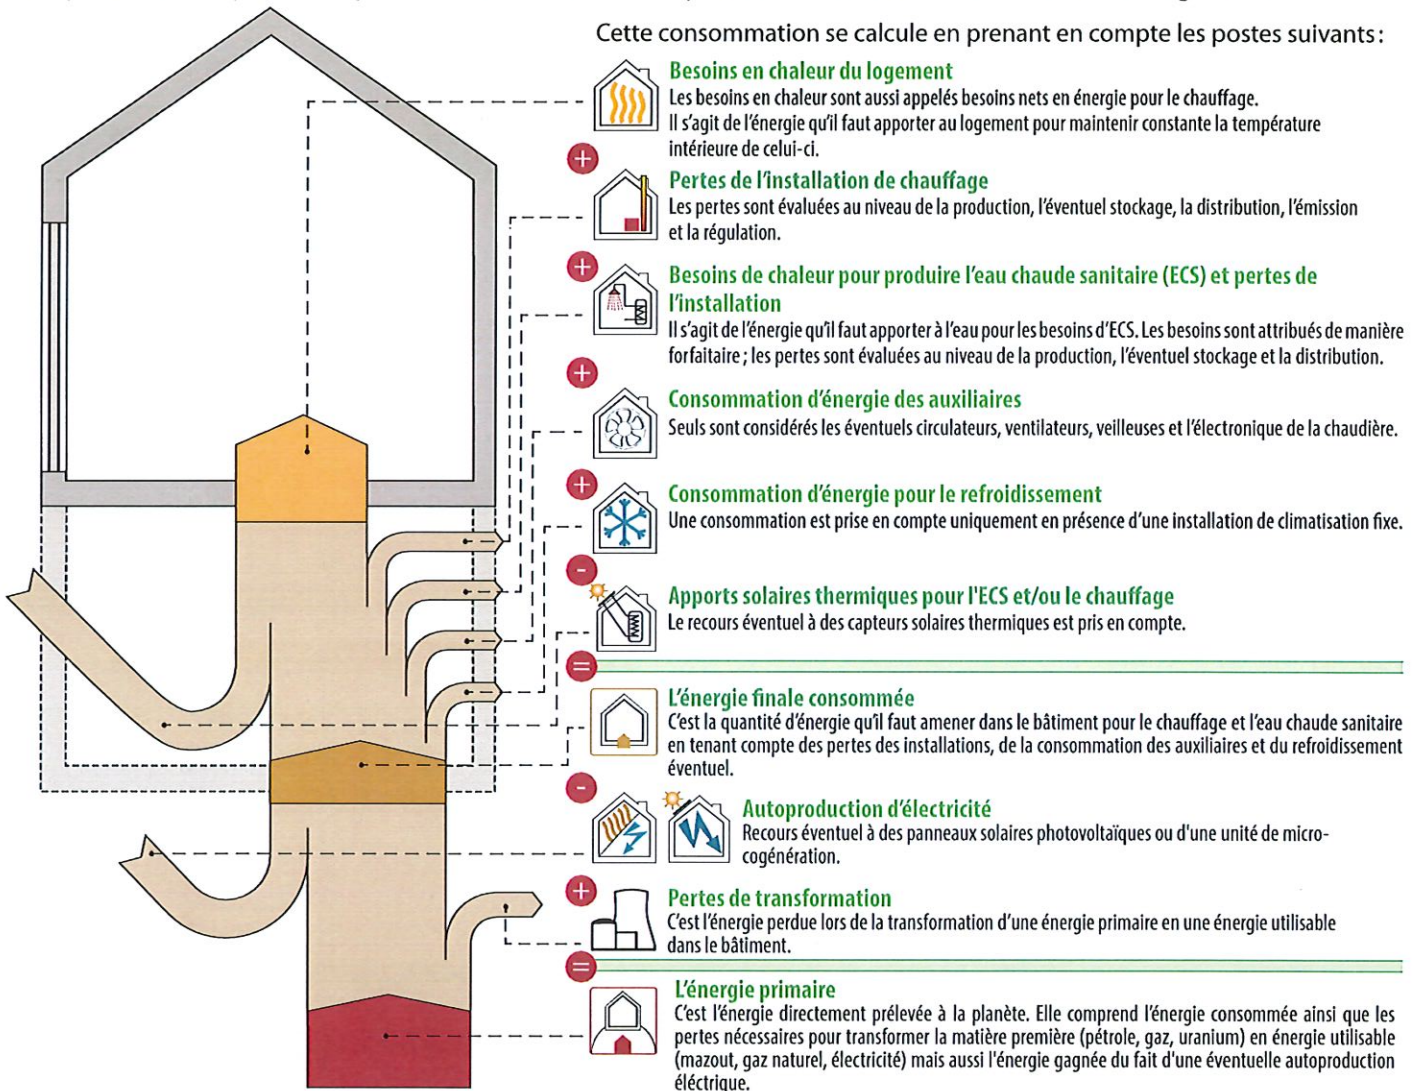 Cette consommation se calcule en prenant en compte les postes suivants :
Besoins en chaleur du logement
Les besoins en chaleur sont aussi appelés besoins nets en énergie pour le chauffage.
Il s'agit de l'énergie qu'il faut apporter au logement pour maintenir constante la température
intérieure de celui-ci.
+
Pertes de l'installation de chauffage
Les pertes sont évaluées au niveau de la production, l'éventuel stockage, la distribution, l'émission
et la régulation.
+
Besoins de chaleur pour produire l'eau chaude sanitaire (ECS) et pertes de
l'installation
Il s'agit de l'énergie qu'il faut apporter à l'eau pour les besoins d'ECS. Les besoins sont attribués de manière
forfaitaire ; les pertes sont évaluées au niveau de la production, l'éventuel stockage et la distribution.
+
Consommation d'énergie des auxiliaires
Seuls sont considérés les éventuels circulateurs, ventilateurs, veilleuses et l'électronique de la chaudière.
+
Consommation d'énergie pour le refroidissement
Une consommation est prise en compte uniquement en présence d'une installation de climatisation fixe.
-
Apports solaires thermiques pour l'ECS et/ou le chauffage
Le recours éventuel à des capteurs solaires thermiques est pris en compte.
=
L'énergie finale consommée
C'est la quantité d'énergie qu'il faut amener dans le bâtiment pour le chauffage et l'eau chaude sanitaire
en tenant compte des pertes des installations, de la consommation des auxiliaires et du refroidissement
éventuel.
-
Autoproduction d'électricité
Recours éventuel à des panneaux solaires photovoltaïques ou d'une unité de micro-
cogénération.
+
Pertes de transformation
C'est l'énergie perdue lors de la transformation d'une énergie primaire en une énergie utilisable
dans le bâtiment.
=
L'énergie primaire
C'est l'énergie directement prélevée à la planète. Elle comprend l'énergie consommée ainsi que les
pertes nécessaires pour transformer la matière première (pétrole, gaz, uranium) en énergie utilisable
(mazout, gaz naturel, électricité) mais aussi l'énergie gagnée du fait d'une éventuelle autoproduction
éléctrique.